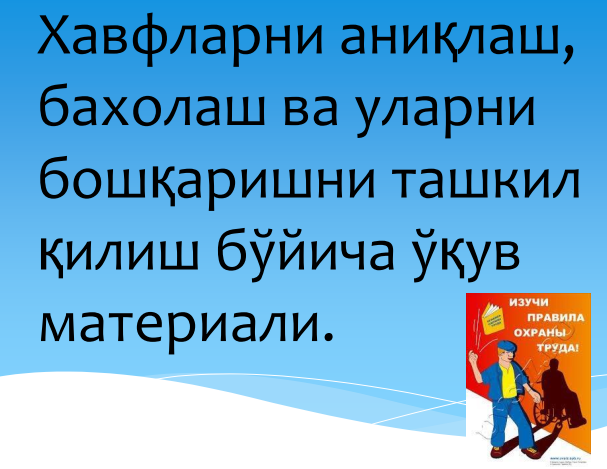 Хавфларни аниқлаш,
бахолаш ва уларни
бошқаришни ташкил
қилиш бўйича ўқув
материали.
ИЗУЧИ
ПРАВИЛА
ОХРАНЫ
ТРУДА!